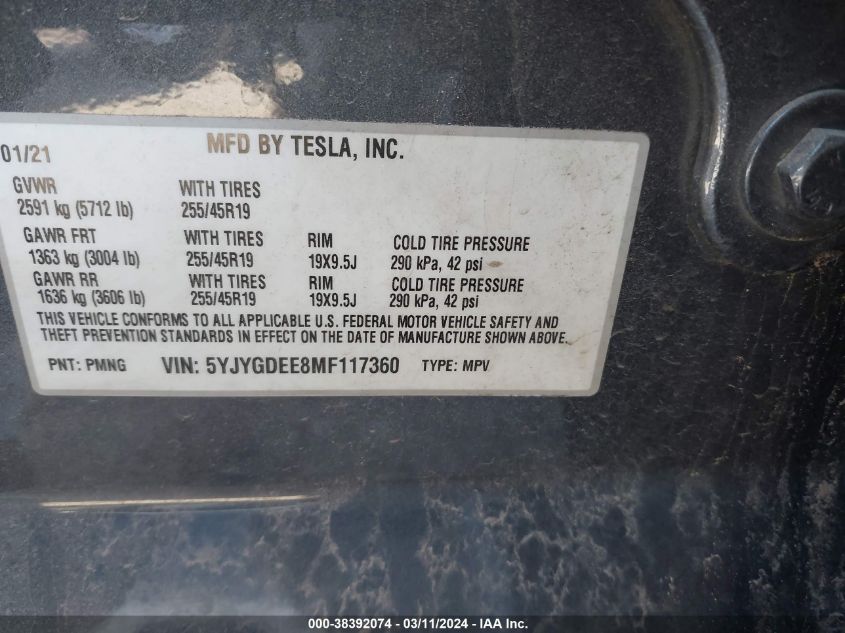 01/21 MFD BY TESLA, INC.
GVWR WITH TIRES
2591 kg (5712 lb) 255/45R19
GAWR FRT WITH TIRES RIM COLD TIRE PRESSURE
1363 kg (3004 lb) 255/45R19 19X9.5J 290 kPa, 42 psi
GAWR RR WITH TIRES RIM COLD TIRE PRESSURE
1636 kg (3606 lb) 255/45R19 19X9.5J 290 kPa, 42 psi
THIS VEHICLE CONFORMS TO ALL APPLICABLE U.S. FEDERAL MOTOR VEHICLE SAFETY AND
THEFT PREVENTION STANDARDS IN EFFECT ON THE DATE OF MANUFACTURE SHOWN ABOVE.
PNT: PMNG VIN: 5YJYGDEE8MF117360 TYPE: MPV
000-38392074 - 03/11/2024 - IAA Inc.